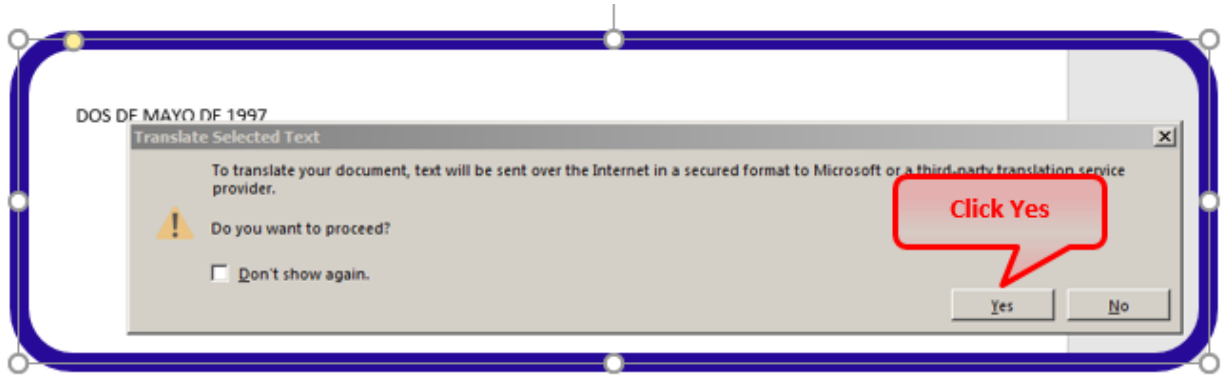 DOS DE MAYO DE 1997
Translate Selected Text
To translate your document, text will be sent over the Internet in a secured format to Microsoft or a third-party translation service
provider.
Do you want to proceed?
Click Yes
Don't show again.
Yes
No